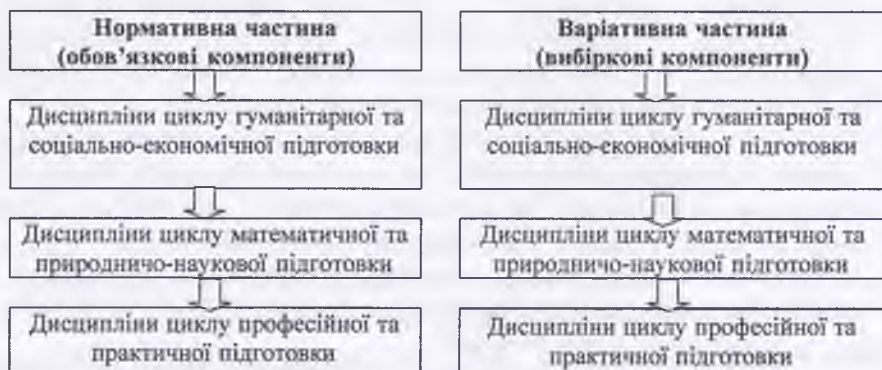 Нормативна частина
(обов’язкові компоненти)
Дисципліни циклу гуманітарної та
соціально-економічної підготовки
Дисципліни циклу математичної та
природничо-наукової підготовки
Дисципліни циклу професійної та
практичної підготовки
Варіативна частина
(вибіркові компоненти)
Дисципліни циклу гуманітарної та
соціально-економічної підготовки
Дисципліни циклу математичної та
природничо-наукової підготовки
Дисципліни циклу професійної та
практичної підготовки